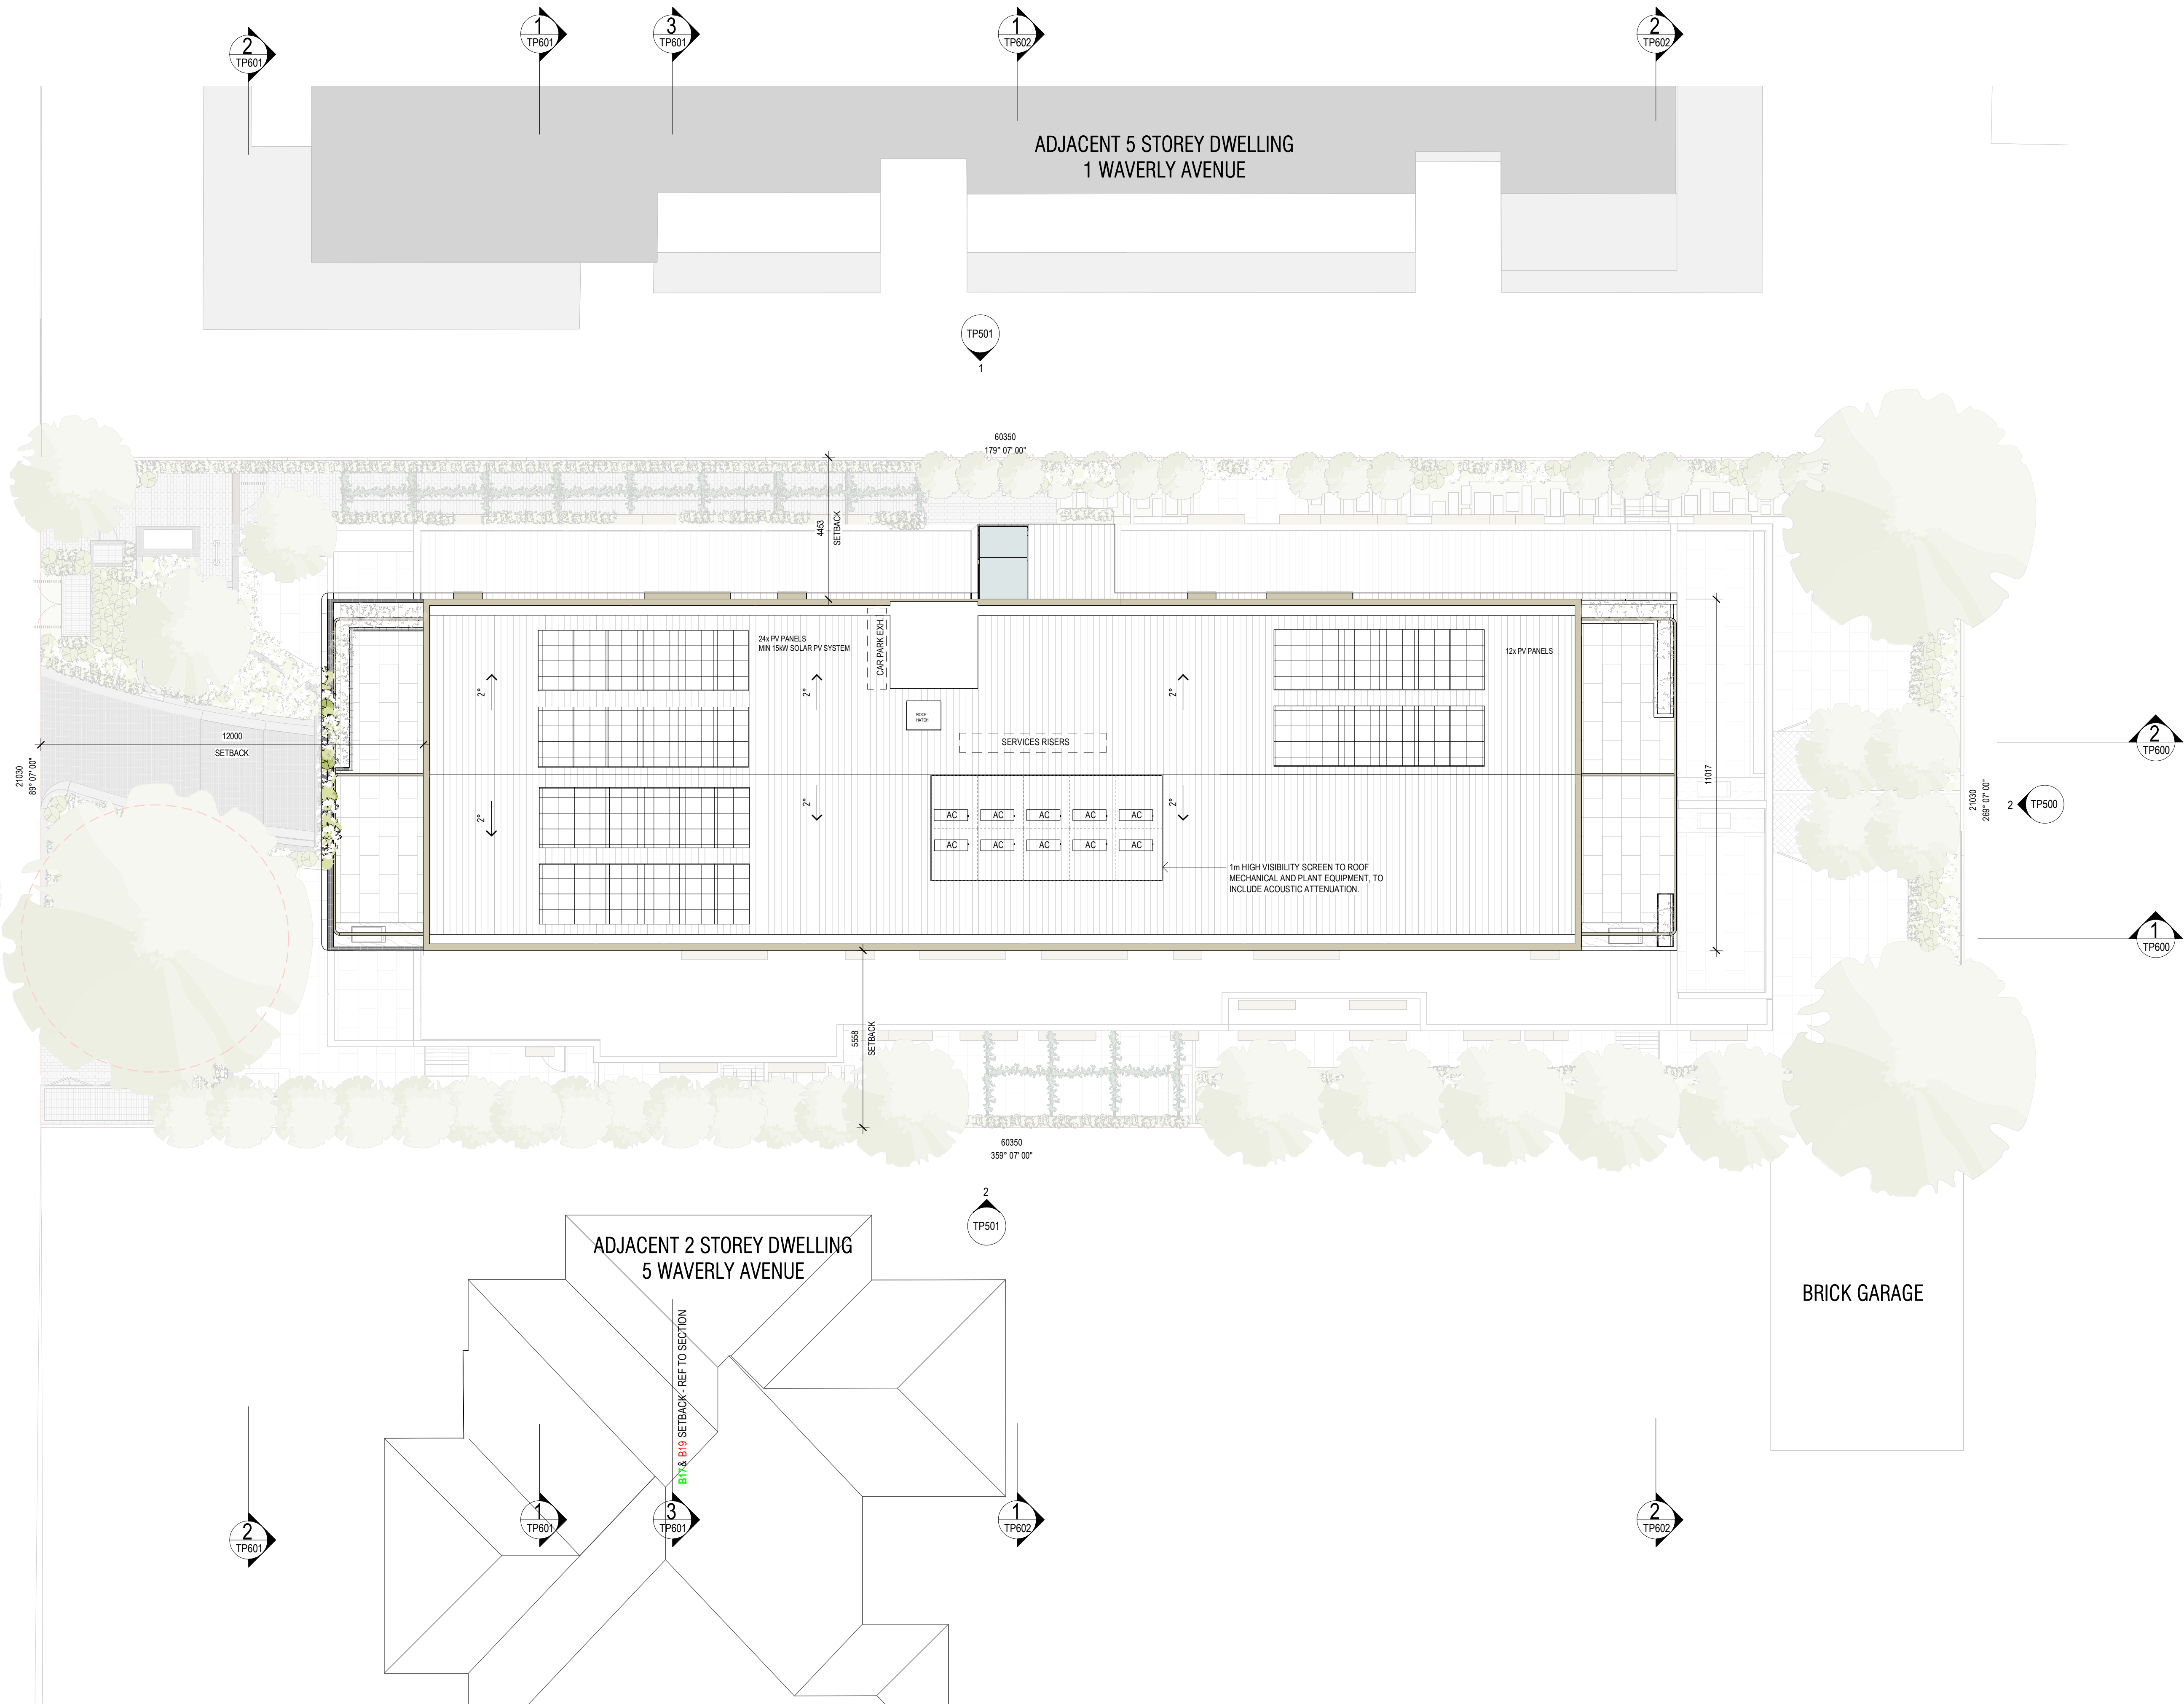 2
TP601
1
TP601
3
TP601
1
TP602
2
TP602
ADJACENT 5 STOREY DWELLING
1 WAVERLY AVENUE
TP501
1
60350
179° 07' 00"
4453
SETBACK
24x PV PANELS
MIN 15kW SOLAR PV SYSTEM
CAR PARK EXH.
12x PV PANELS
2°
2°
2°
ROOF
HATCH
12000
SETBACK
SERVICES RISERS
21030
89° 07' 00"
2°
2°
2°
11017
2
TP600
21030
269° 07' 00"
2
TP500
AC
AC
AC
AC
AC
AC
AC
AC
AC
AC
1m HIGH VISIBILITY SCREEN TO ROOF
MECHANICAL AND PLANT EQUIPMENT, TO
INCLUDE ACOUSTIC ATTENUATION.
1
TP600
5558
SETBACK
60350
359° 07' 00"
2
TP501
ADJACENT 2 STOREY DWELLING
5 WAVERLY AVENUE
BRICK GARAGE
B17 & B19 SETBACK - REF TO SECTION
2
TP601
1
TP601
3
TP601
1
TP602
2
TP602